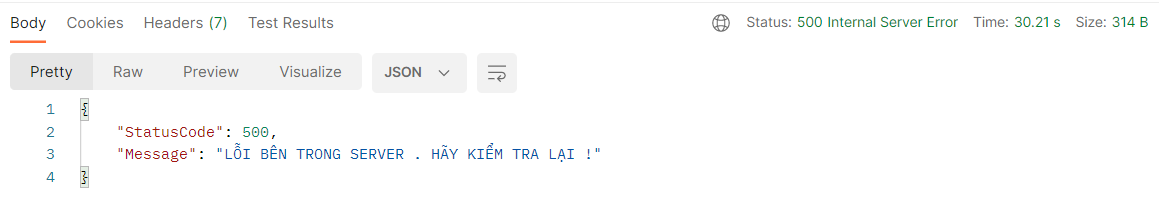 Body Cookies Headers (7) Test Results Status: 500 Internal Server Error Time: 30.21 s Size: 314 B
Pretty Raw Preview Visualize JSON
1 {
2 "StatusCode": 500,
3 "Message": "LỖI BÊN TRONG SERVER . HÃY KIỂM TRA LẠI !"
4 }